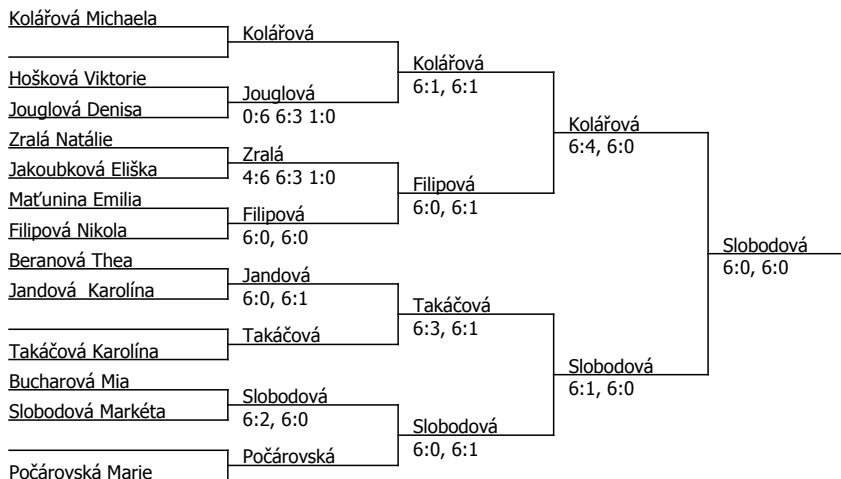 Kolářová Michaela
Hošková Viktorie
Jouglová Denisa
Zralá Natálie
Jakoubková Eliška
Maťunina Emilia
Filipová Nikola
Beranová Thea
Jandová Karolína
Takáčová Karolína
Bucharová Mia
Slobodová Markéta
Počárovská Marie
Kolářová
Jouglová
0:6 6:3 1:0
Zralá
4:6 6:3 1:0
Filipová
6:0, 6:0
Jandová
6:0, 6:1
Takáčová
Slobodová
6:2, 6:0
Počárovská
Kolářová
6:1, 6:1
Filipová
6:0, 6:1
Takáčová
6:3, 6:1
Slobodová
6:0, 6:1
Kolářová
6:4, 6:0
Slobodová
6:1, 6:0
Slobodová
6:0, 6:0